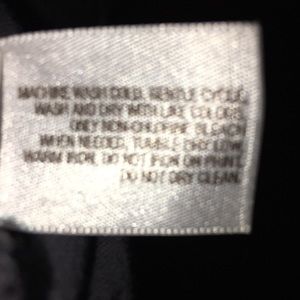 MACHINE WASH COLD, GENTLE CYCLE,
WASH AND DRY WITH LIKE COLORS,
ONLY NON-CHLORINE BLEACH
WHEN NEEDED, TUMBLE DRY LOW,
WARM IRON, DO NOT IRON ON PRINT,
DO NOT DRY CLEAN.